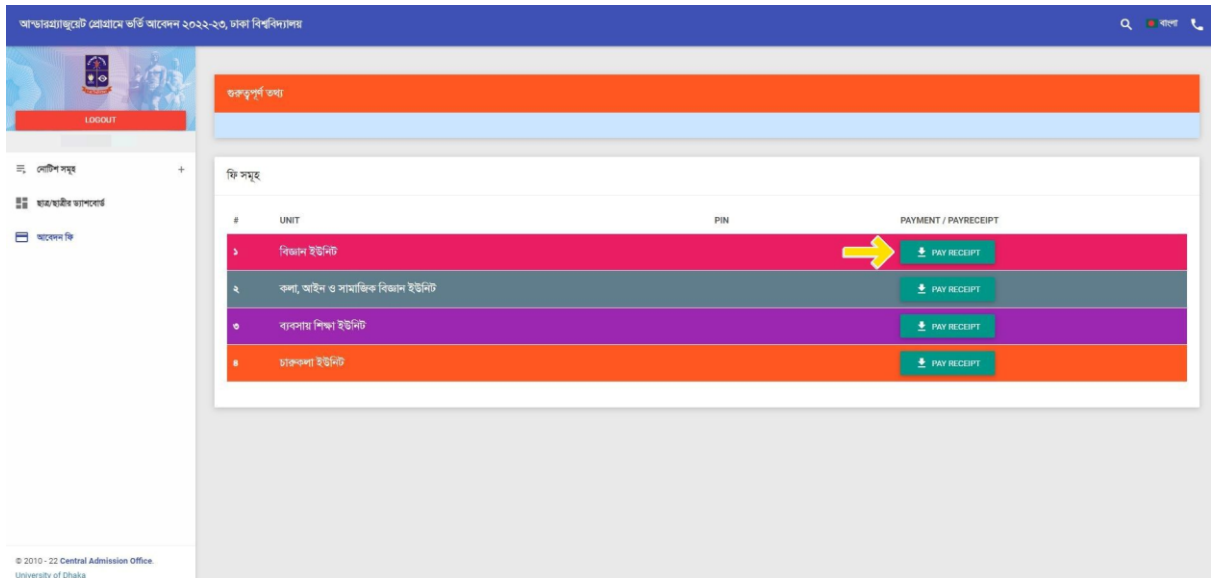 আন্ডারগ্র্যাজুয়েট প্রোগ্রামে ভর্তি আবেদন ২০২২-২৩, ঢাকা বিশ্ববিদ্যালয়
বাংলা
LOGOUT
গুরুত্বপূর্ণ তথ্য
নোটিশ সমূহ +
ছাত্র/ছাত্রীর ড্যাশবোর্ড
আবেদন ফি
ফি সমূহ
# UNIT PIN PAYMENT / PAYRECEIPT
১ বিজ্ঞান ইউনিট PAY RECEIPT
২ কলা, আইন ও সামাজিক বিজ্ঞান ইউনিট PAY RECEIPT
৩ ব্যবসায় শিক্ষা ইউনিট PAY RECEIPT
৪ চারুকলা ইউনিট PAY RECEIPT
© 2010 - 22 Central Admission Office.
University of Dhaka